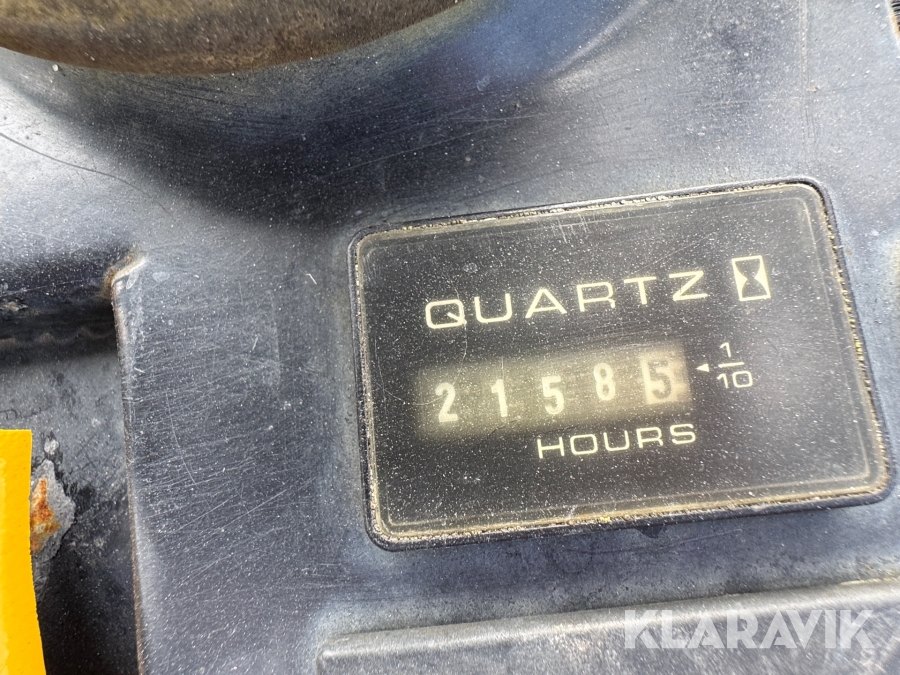 QUARTZ
21585
1/10
HOURS
KLARAVIK